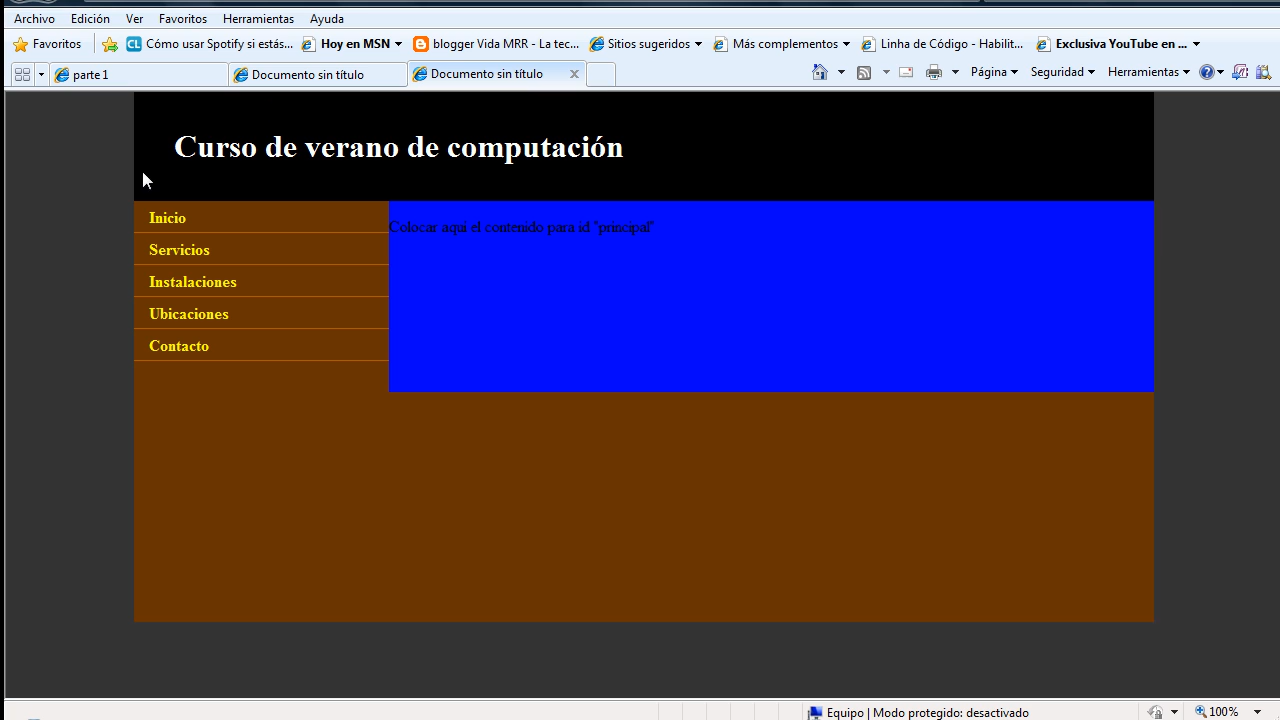 Archivo Edición Ver Favoritos Herramientas Ayuda
Favoritos CL Cómo usar Spotify si estás... Hoy en MSN blogger Vida MRR - La tec... Sitios sugeridos Más complementos Linha de Código - Habilit... Exclusiva YouTube en ...
parte 1 Documento sin título Documento sin título Página Seguridad Herramientas
Curso de verano de computación
Inicio
Colocar aquí el contenido para id "principal"
Servicios
Instalaciones
Ubicaciones
Contacto
Equipo | Modo protegido: desactivado 100%